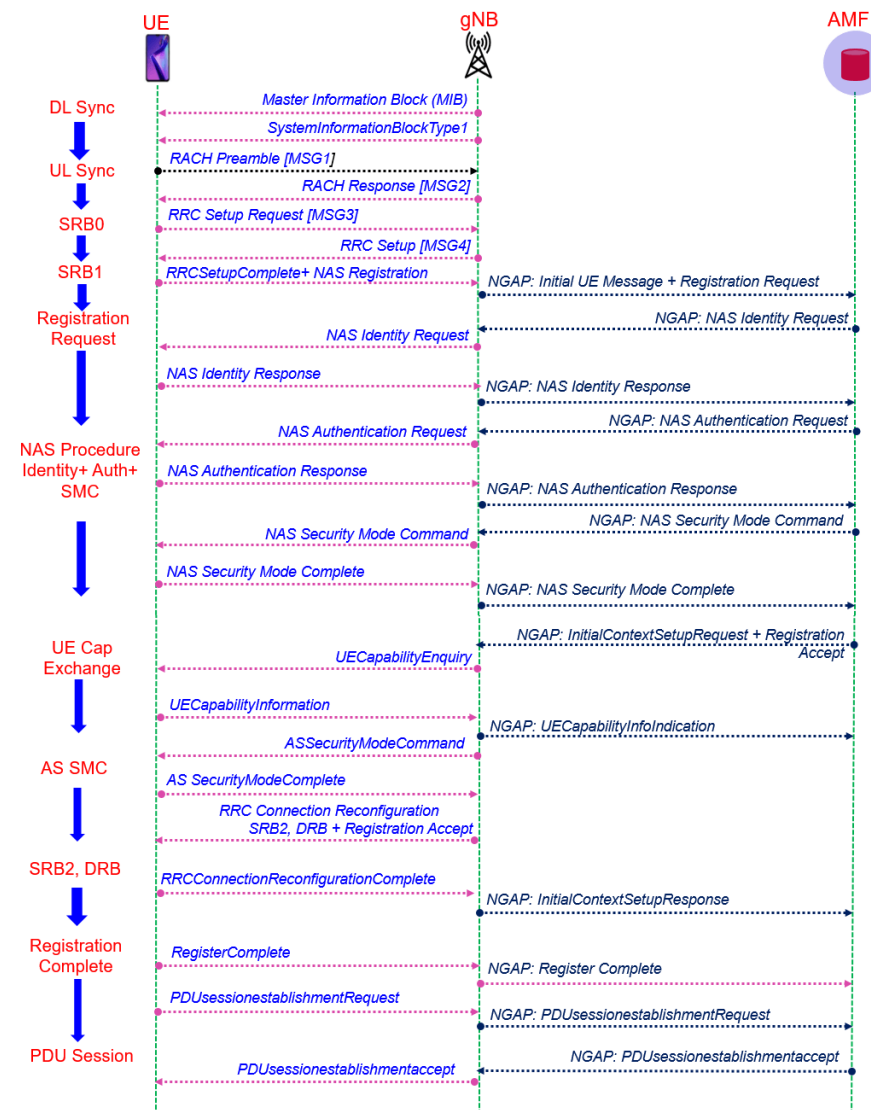 UE
gNB
AMF
Master Information Block (MIB)
DL Sync
SystemInformationBlockType1
RACH Preamble [MSG1]
UL Sync
RACH Response [MSG2]
RRC Setup Request [MSG3]
SRB0
RRC Setup [MSG4]
SRB1
RRCSetupComplete+ NAS Registration
NGAP: Initial UE Message + Registration Request
Registration
Request
NGAP: NAS Identity Request
NAS Identity Request
NAS Identity Response
NGAP: NAS Identity Response
NGAP: NAS Authentication Request
NAS Authentication Request
NAS Procedure
Identity+ Auth+
SMC
NAS Authentication Response
NGAP: NAS Authentication Response
NGAP: NAS Security Mode Command
NAS Security Mode Command
NAS Security Mode Complete
NGAP: NAS Security Mode Complete
NGAP: InitialContextSetupRequest + Registration
Accept
UE Cap
Exchange
UECapabilityEnquiry
UECapabilityInformation
NGAP: UECapabilityInfoIndication
ASSecurityModeCommand
AS SMC
AS SecurityModeComplete
RRC Connection Reconfiguration
SRB2, DRB + Registration Accept
SRB2, DRB
RRCConnectionReconfigurationComplete
NGAP: InitialContextSetupResponse
Registration
Complete
RegisterComplete
NGAP: Register Complete
PDUsessionestablishmentRequest
NGAP: PDUsessionestablishmentRequest
PDU Session
NGAP: PDUsessionestablishmentaccept
PDUsessionestablishmentaccept